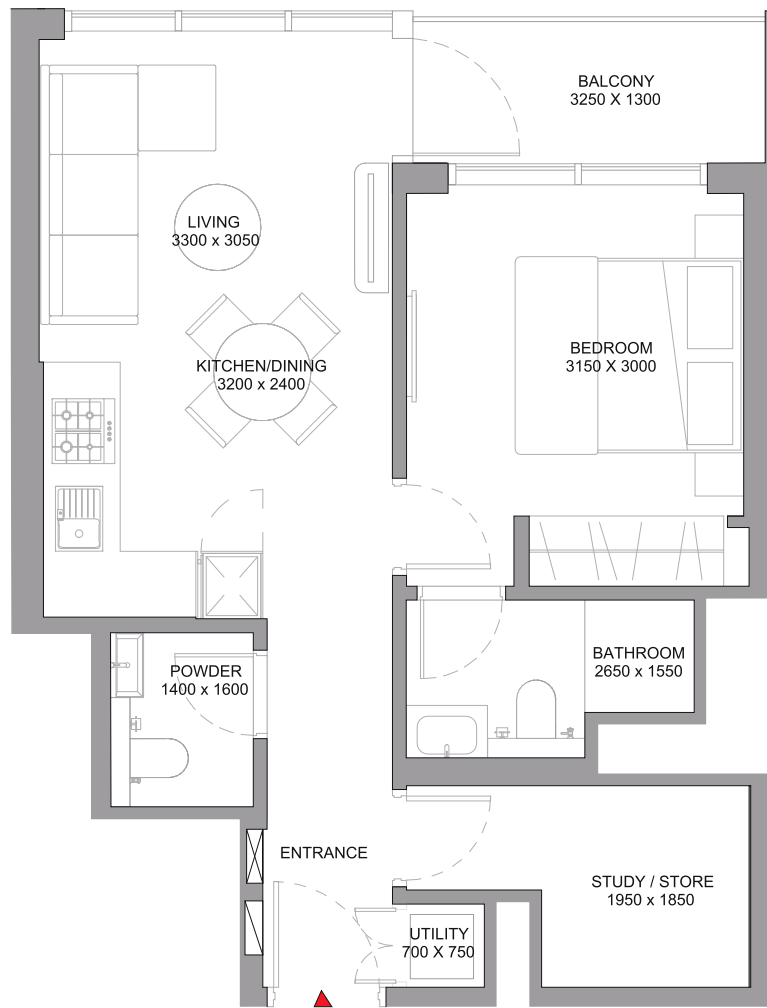 BALCONY
3250 X 1300
LIVING
3300 x 3050
KITCHEN/DINING
3200 x 2400
BEDROOM
3150 X 3000
BATHROOM
2650 x 1550
POWDER
1400 x 1600
ENTRANCE
STUDY / STORE
1950 x 1850
UTILITY
700 X 750